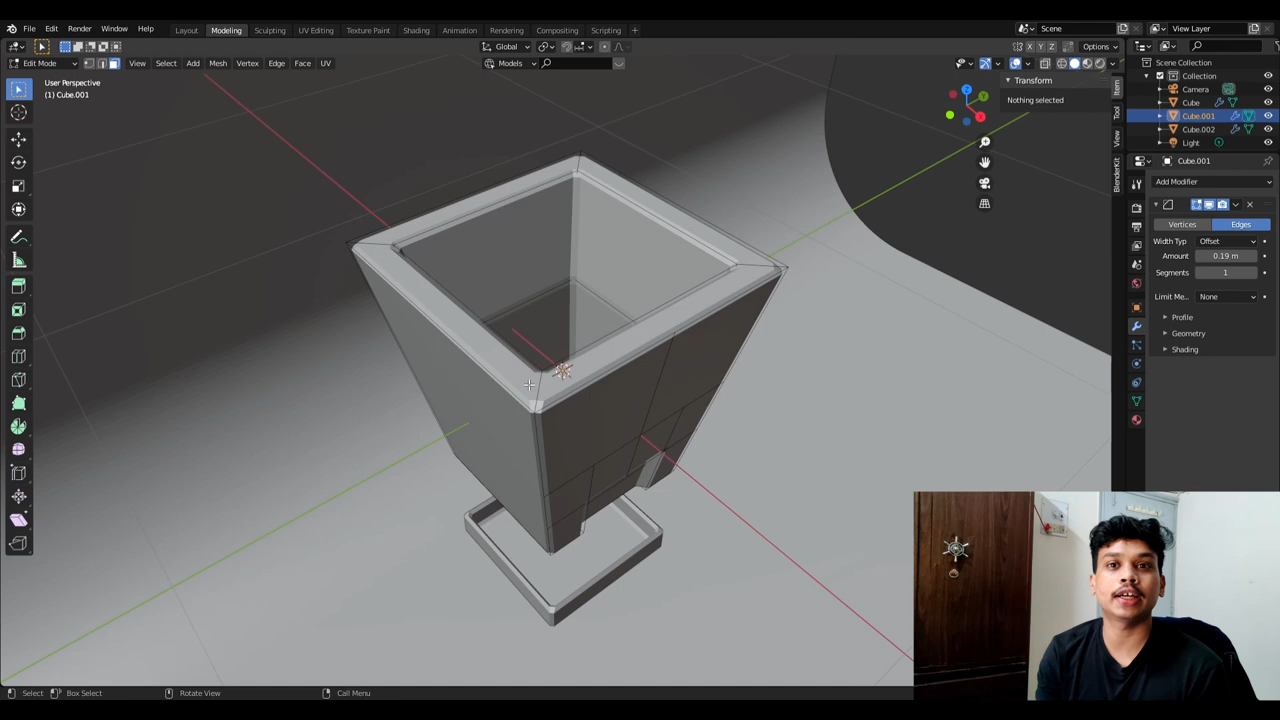 File Edit Render Window Help Layout Modeling Sculpting UV Editing Texture Paint Shading Animation Rendering Compositing Scripting + Scene View Layer
Global X Y Z Options
Edit Mode View Select Add Mesh Vertex Edge Face UV Models
User Perspective
(1) Cube.001
Transform
Nothing selected
Item
Tool
View
BlenderKit
Z
Y
X
Scene Collection
Collection
Camera
Cube
Cube.001
Cube.002
Light
Cube.001
Add Modifier
Vertices Edges
Width Typ Offset
Amount 0.19 m
Segments 1
Limit Me... None
Profile
Geometry
Shading
Select Box Select Rotate View Call Menu